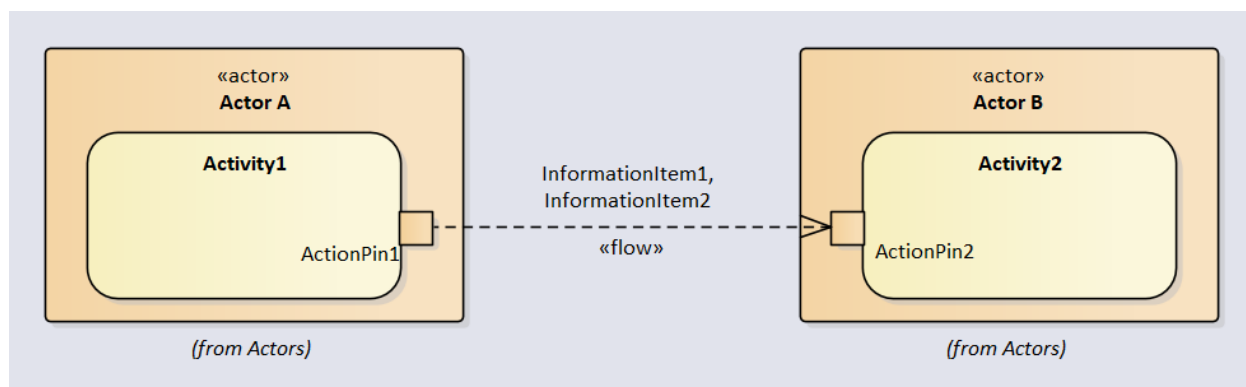 «actor»
Actor A
Activity1
ActionPin1
(from Actors)
InformationItem1,
InformationItem2
«flow»
«actor»
Actor B
Activity2
ActionPin2
(from Actors)